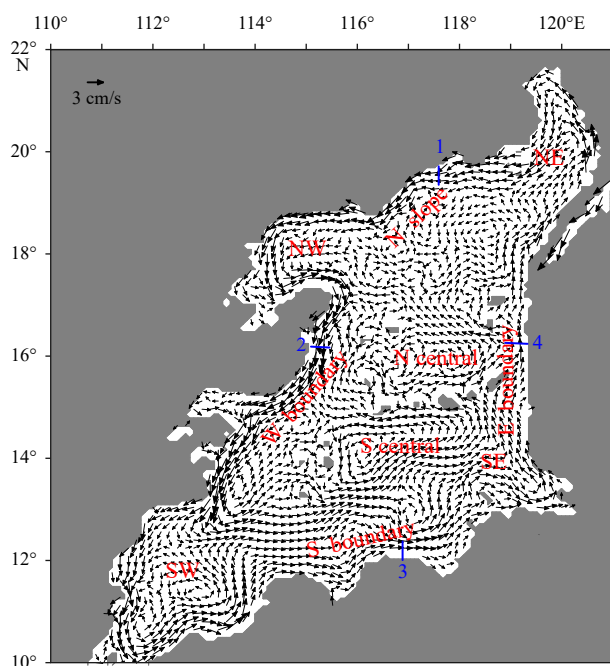 110 112° 114° 116° 118° 120°E
22°
N
3 cm/s
1
20°
NE
N slope
18°
NW
2
4
16°
N central
E boundary
W boundary
S central
14°
SE
S boundary
12°
SW
3
10°